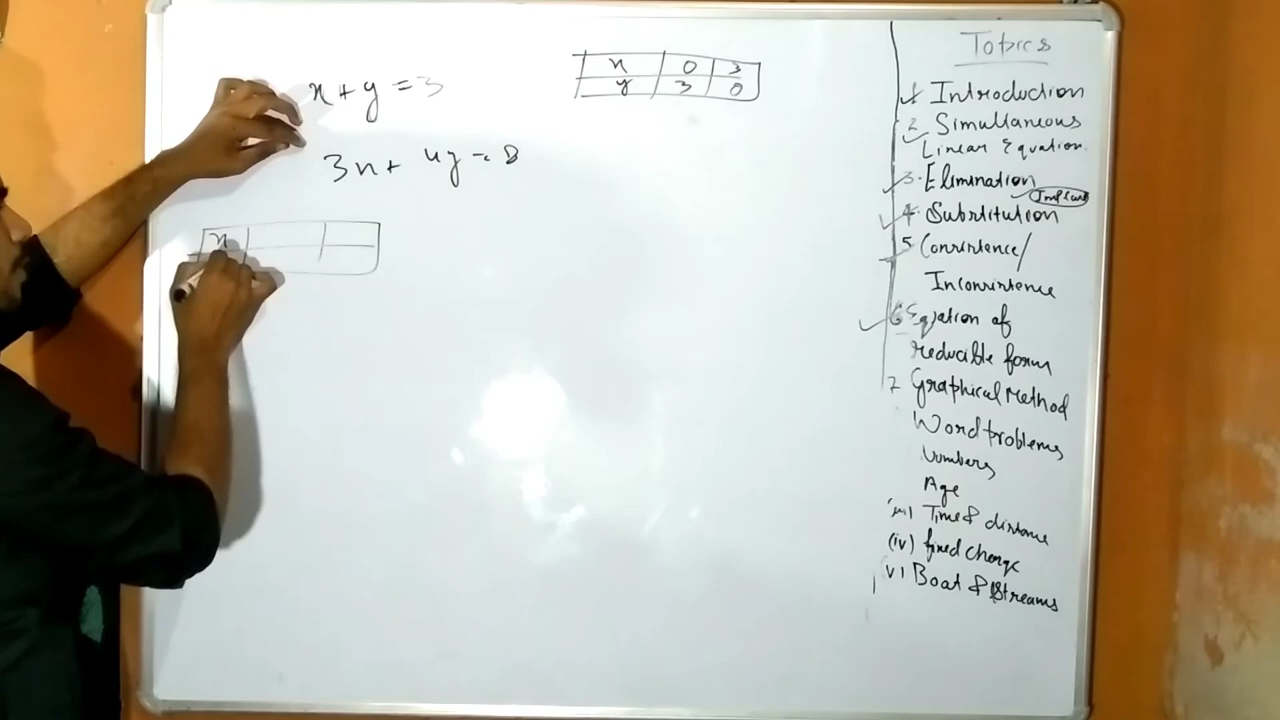 x + y = 3
3x + 4y = 8
x 0 3
y 3 0
x
Topics
1 Introduction
2 Simultaneous
Linear Equation.
3. Elimination
4. Substitution
5 Consistence/
Inconsistence
6 Eqation of
reducible form
7 Graphical Method
Word problems
Numbers
Age
(iii) Time & distance
(iv) fixed charge
v) Boat & Streams